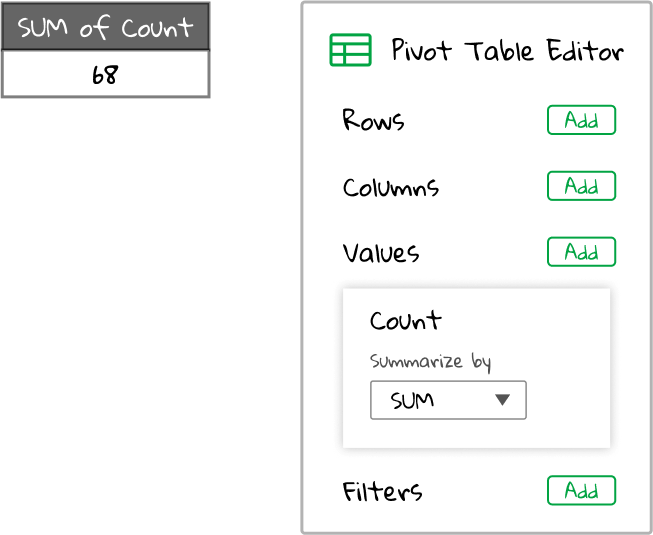 SUM of Count
68
Pivot Table Editor
Rows Add
Columns Add
Values Add
Count
Summarize by
SUM
Filters Add